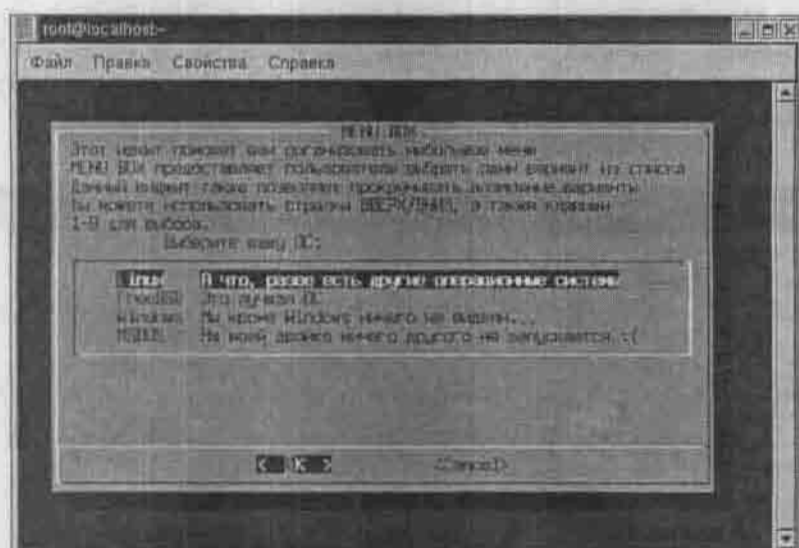 root@localhost:~
Файл Правка Свойства Справка
MENU BOX
Этот виджет поможет вам организовать небольшие меню
MENU BOX предоставляет пользователю выбрать один вариант из списка
Данный виджет также позволяет прокручивать возможные варианты
Вы можете использовать стрелки ВВЕРХ/ВНИЗ, а также клавиши
1-9 для выбора.
Выберите вашу ОС:
Linux А что, разве есть другие операционные системы
FreeBSD Это лучшая ОС
Windows Мы кроме Windows ничего не видели...
MSDOS На моей ничего другого не запускается :(
< OK > <Cancel>